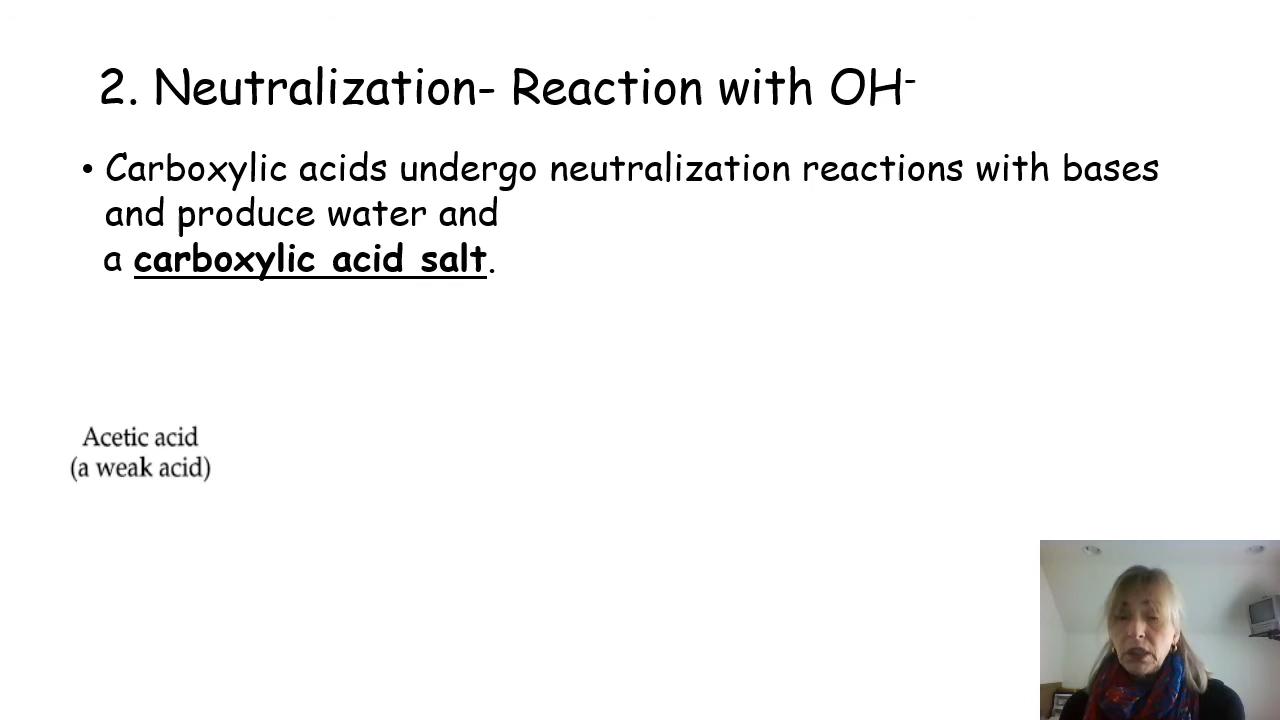 2. Neutralization- Reaction with OH⁻
• Carboxylic acids undergo neutralization reactions with bases
and produce water and
a carboxylic acid salt.
Acetic acid
(a weak acid)